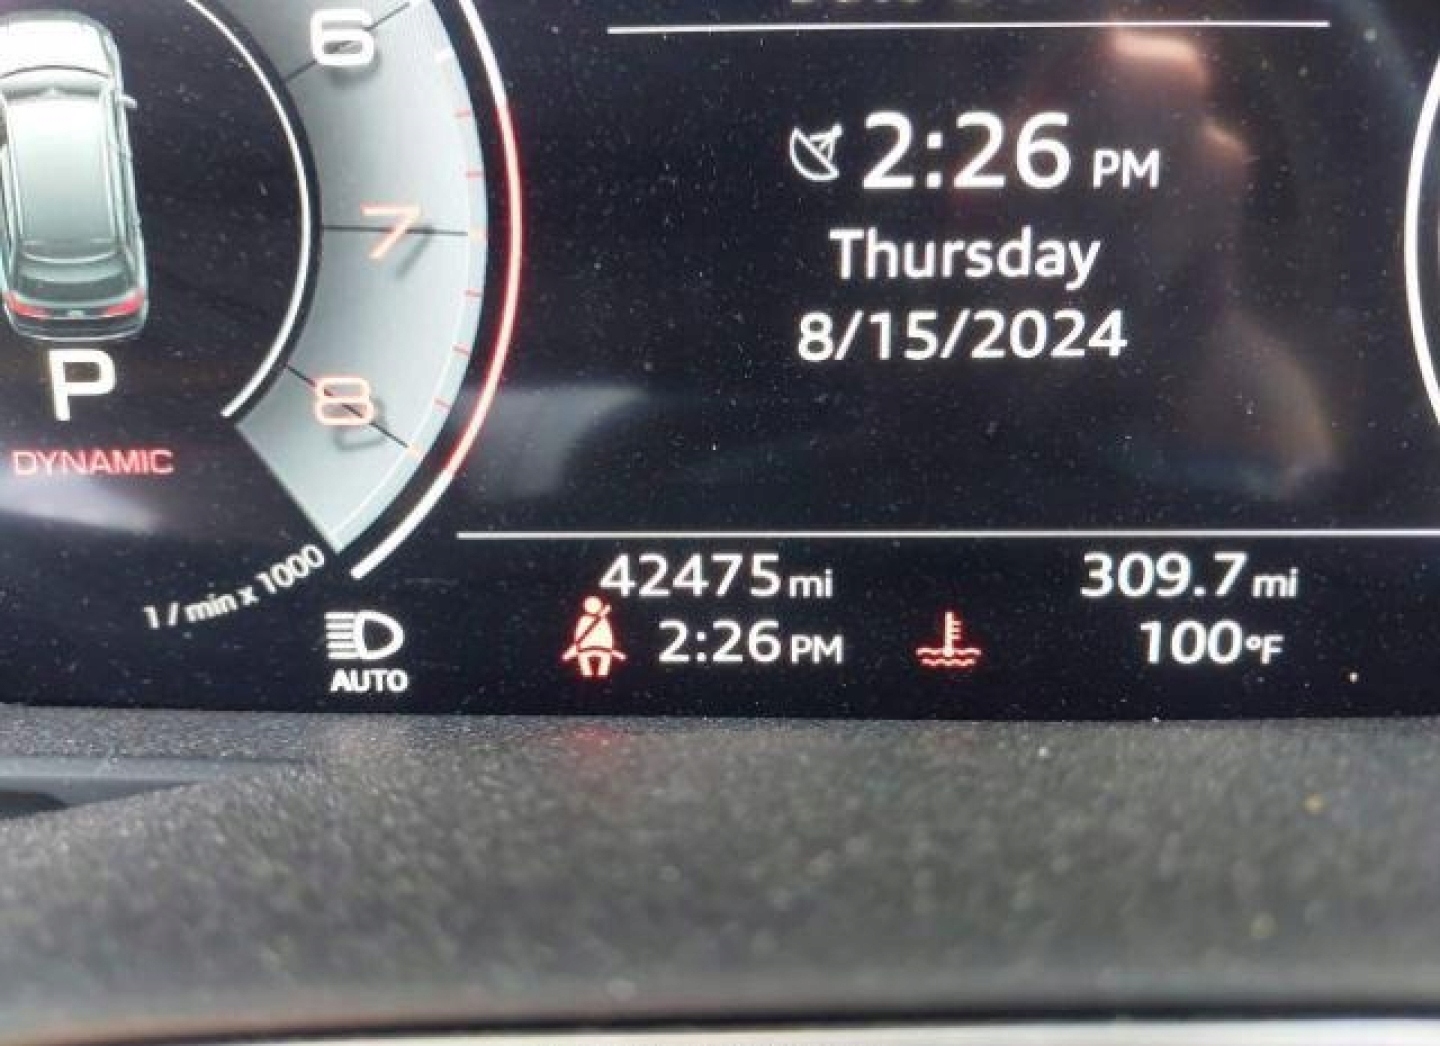 6
7
8
2:26 PM
Thursday
8/15/2024
P
DYNAMIC
1 / min x 1000
AUTO
42475 mi
309.7 mi
2:26 PM
100°F